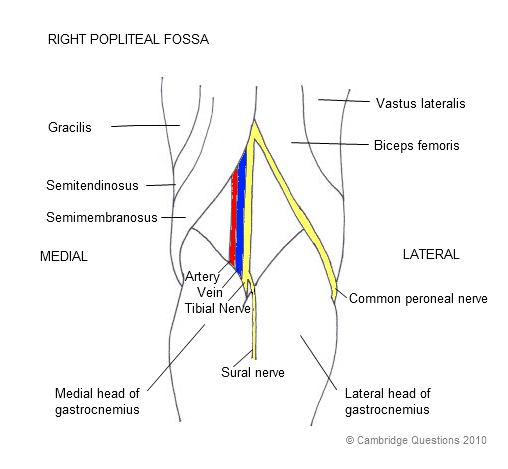 RIGHT POPLITEAL FOSSA
Vastus lateralis
Gracilis
Biceps femoris
Semitendinosus
Semimembranosus
MEDIAL
LATERAL
Artery
Vein
Tibial Nerve
Common peroneal nerve
Sural nerve
Medial head of
gastrocnemius
Lateral head of
gastrocnemius
© Cambridge Questions 2010